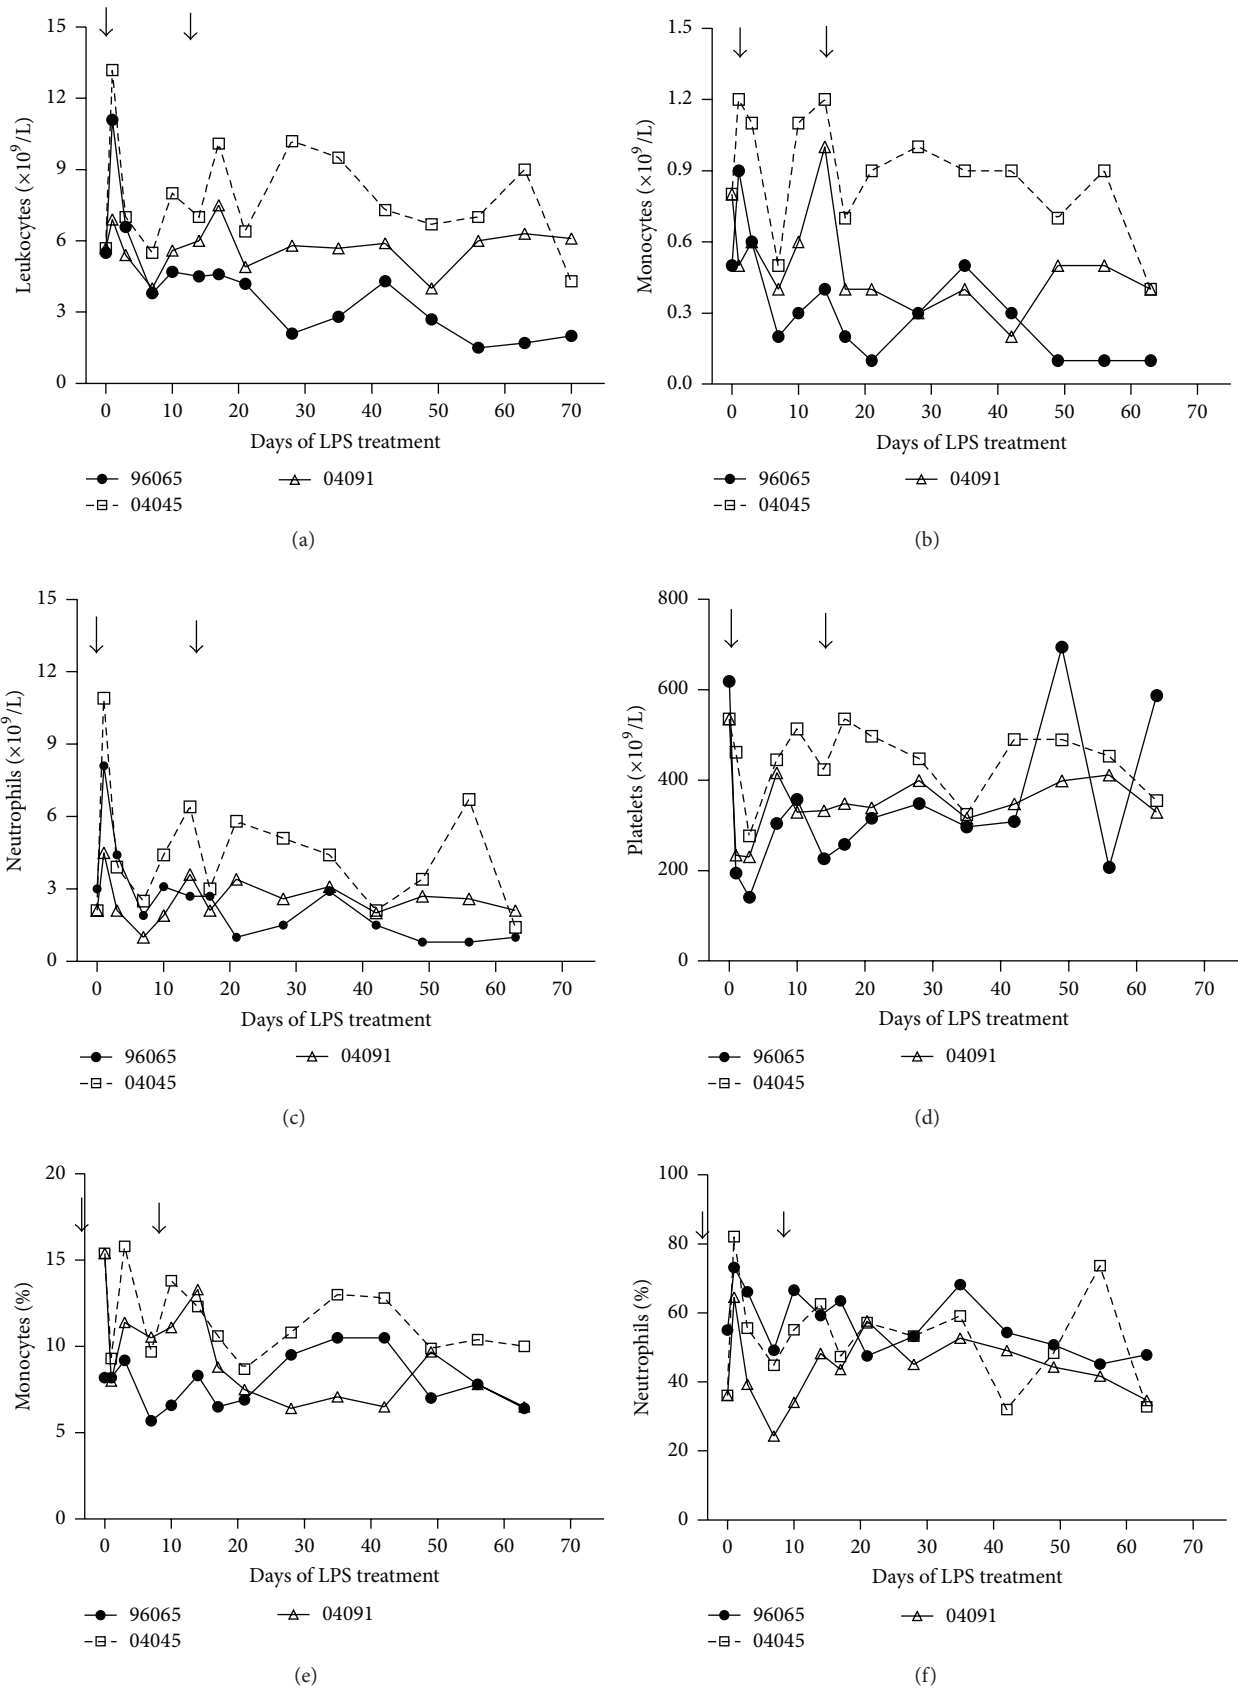 15
12
9
6
3
0
Leukocytes (×10⁹/L)
0 10 20 30 40 50 60 70
Days of LPS treatment
96065 04091
04045
(a)
1.5
1.2
0.9
0.6
0.3
0.0
Monocytes (×10⁹/L)
0 10 20 30 40 50 60 70
Days of LPS treatment
96065 04091
04045
(b)
15
12
9
6
3
0
Neutrophils (×10⁹/L)
0 10 20 30 40 50 60 70
Days of LPS treatment
96065 04091
04045
(c)
800
600
400
200
0
Platelets (×10⁹/L)
0 10 20 30 40 50 60 70
Days of LPS treatment
96065 04091
04045
(d)
20
15
10
5
0
Monocytes (%)
0 10 20 30 40 50 60 70
Days of LPS treatment
96065 04091
04045
(e)
100
80
60
40
20
0
Neutrophils (%)
0 10 20 30 40 50 60 70
Days of LPS treatment
96065 04091
04045
(f)